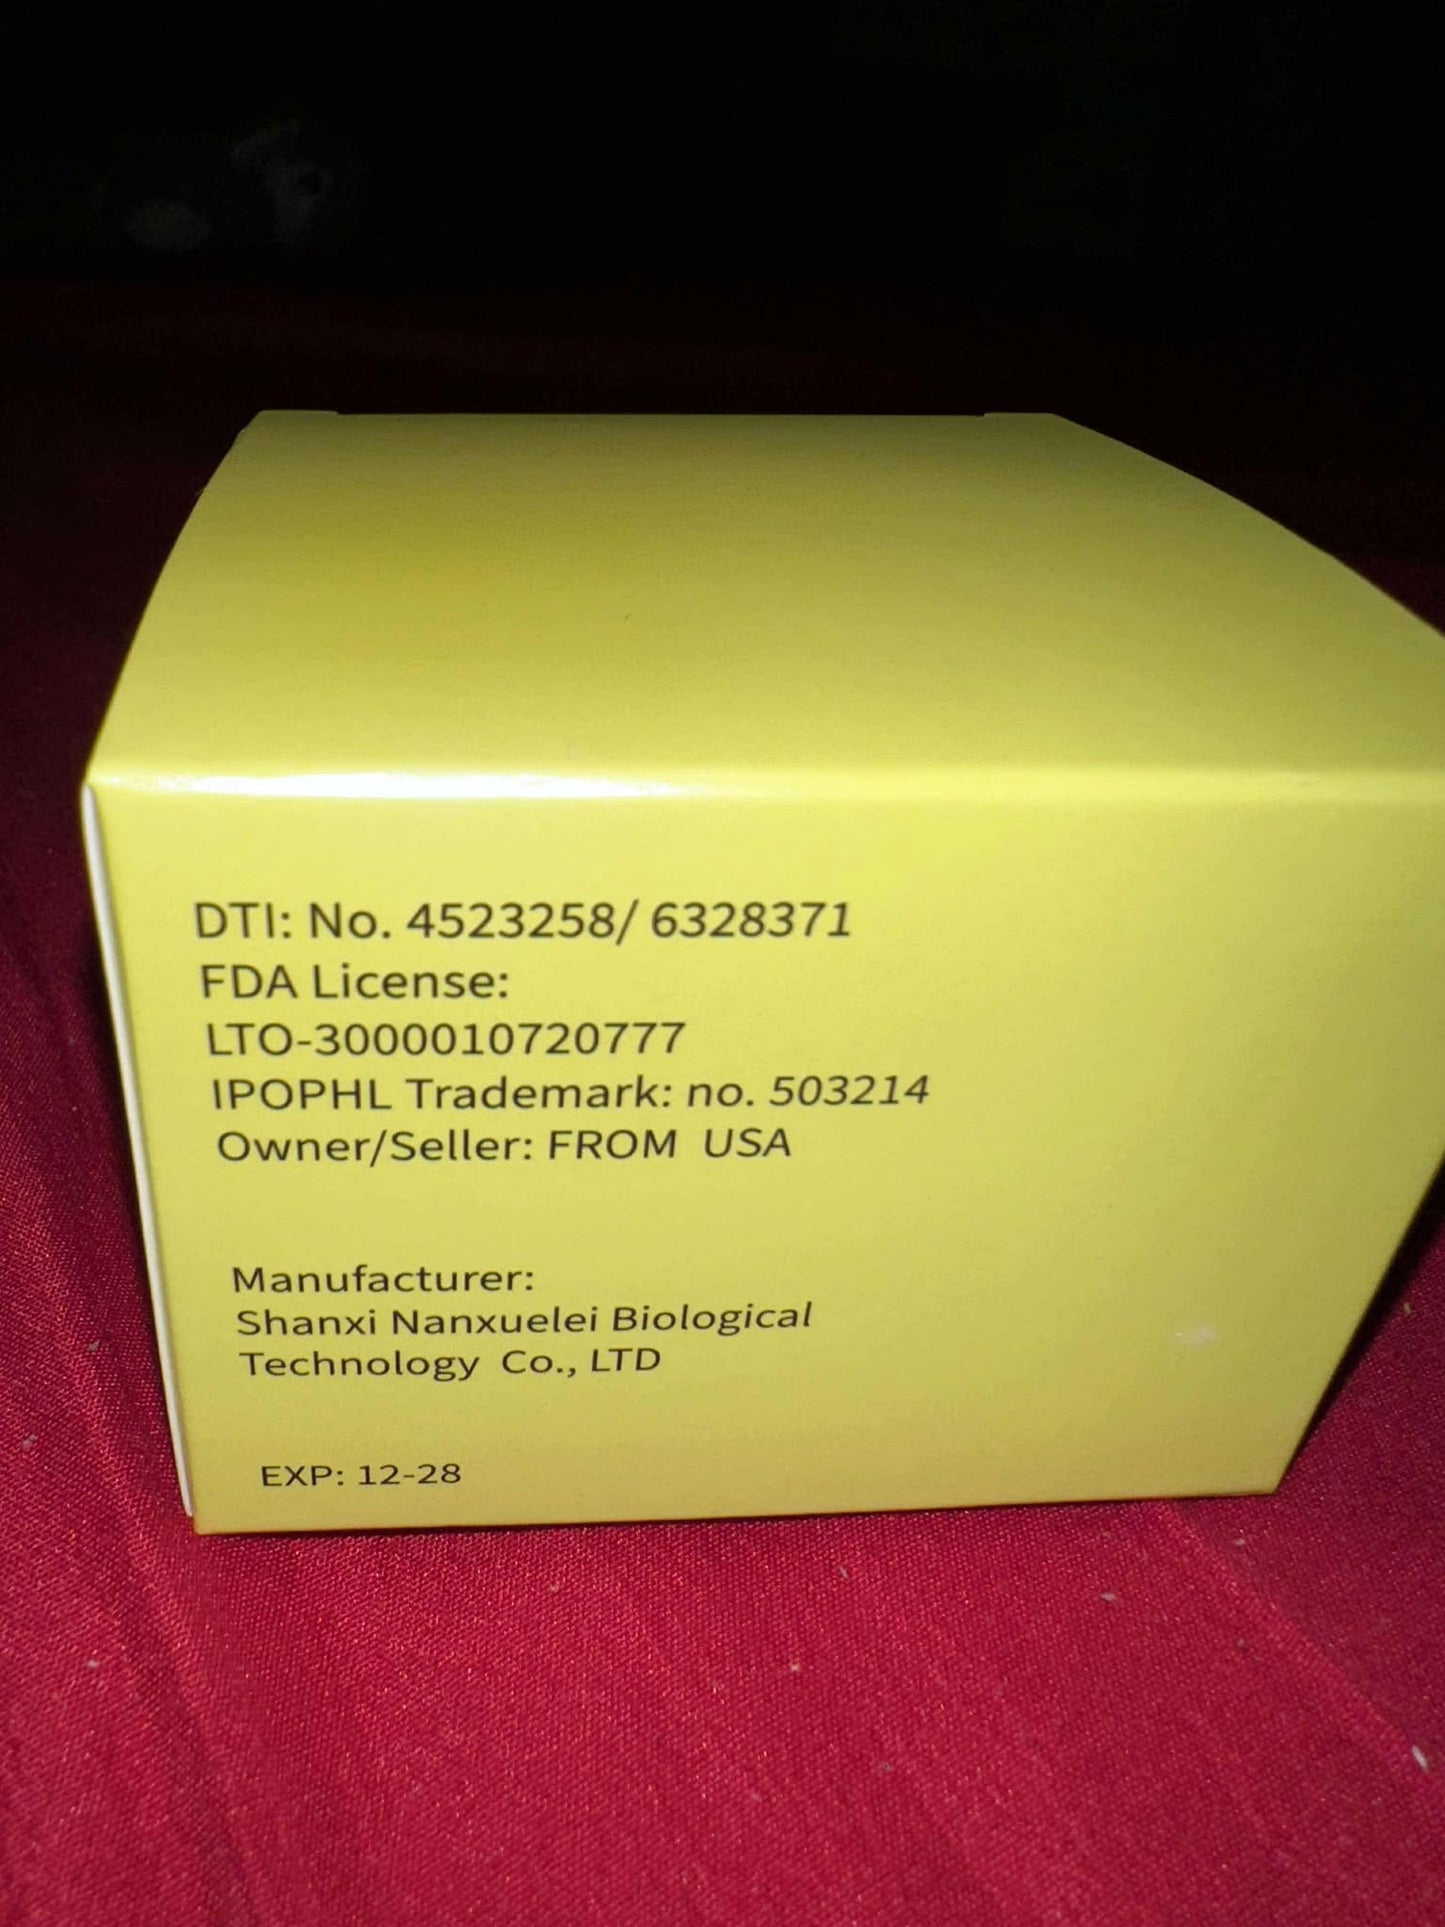 DTI: No. 4523258/ 6328371
FDA License:
LTO-3000010720777
IPOPHL Trademark: no. 503214
Owner/Seller: FROM USA
Manufacturer:
Shanxi Nanxuelei Biological
Technology Co., LTD
EXP: 12-28